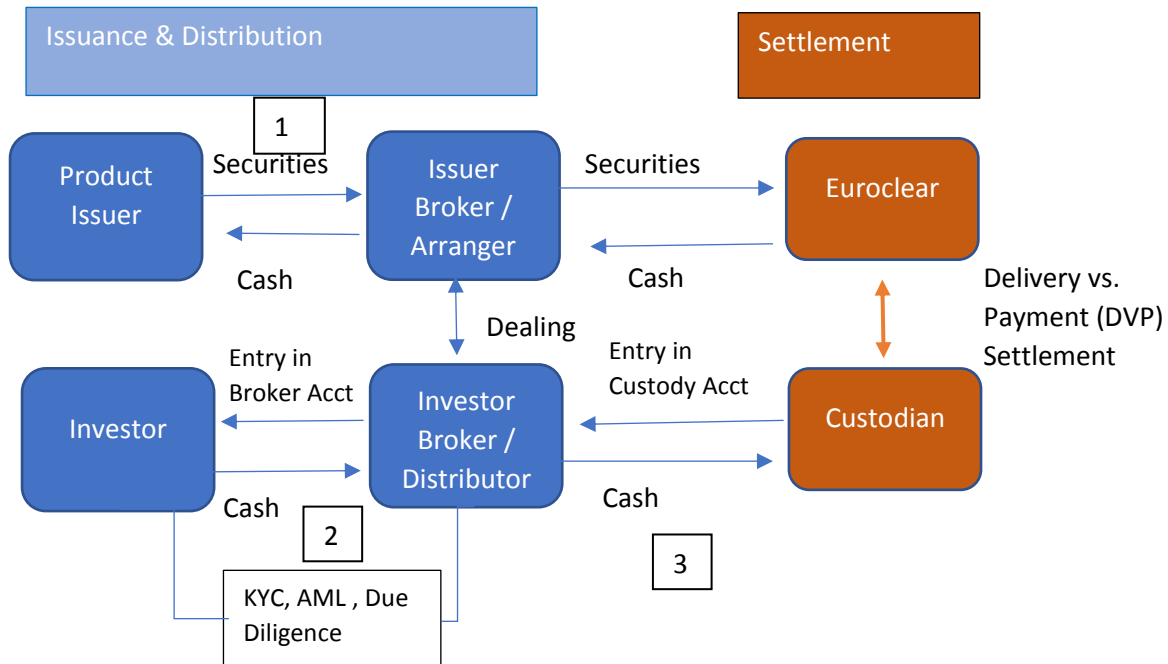 Issuance & Distribution
Settlement
1
Product
Issuer
Securities
Cash
Issuer
Broker /
Arranger
Securities
Cash
Euroclear
Dealing
Delivery vs.
Payment (DVP)
Settlement
Investor
Entry in
Broker Acct
Cash
Investor
Broker /
Distributor
Entry in
Custody Acct
Cash
Custodian
2
3
KYC, AML , Due
Diligence